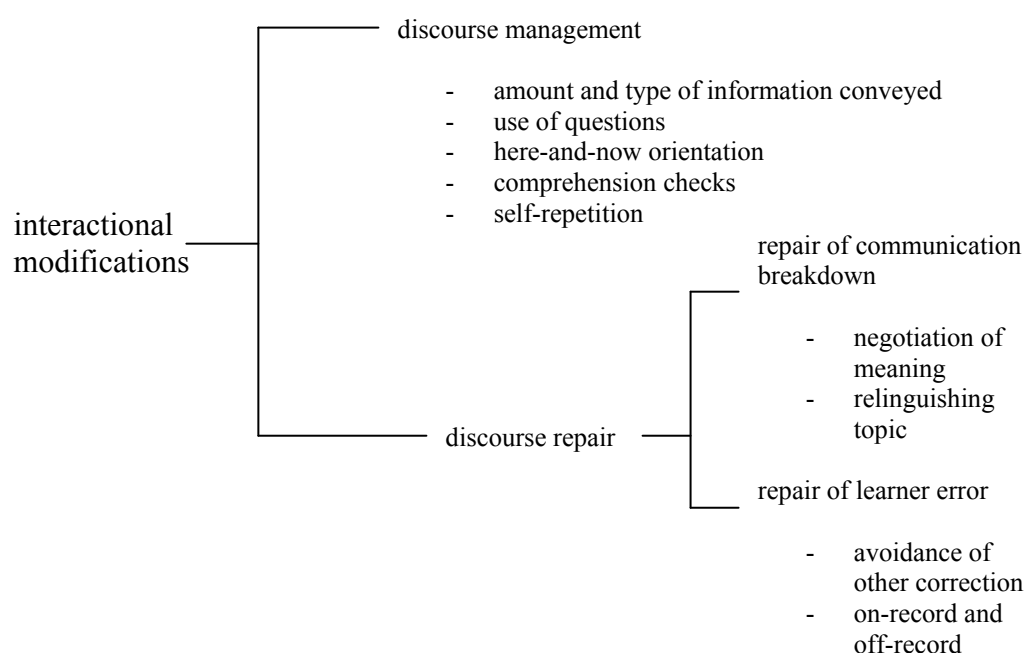 discourse management
- amount and type of information conveyed
- use of questions
- here-and-now orientation
- comprehension checks
- self-repetition
interactional
modifications
repair of communication
breakdown
- negotiation of
meaning
- relinguishing
topic
discourse repair
repair of learner error
- avoidance of
other correction
- on-record and
off-record